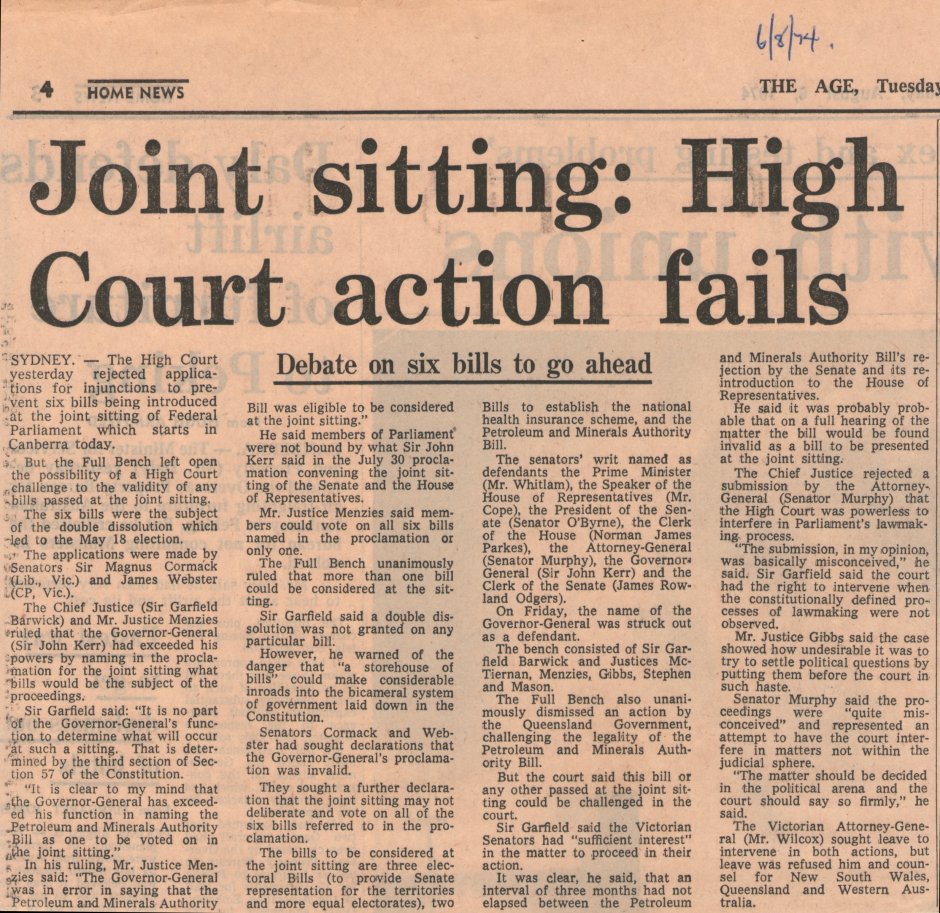 6/8/74.
4 HOME NEWS
THE AGE, Tuesday
Joint sitting: High
Court action fails
Debate on six bills to go ahead
SYDNEY. — The High Court
yesterday rejected applica-
tions for injunctions to pre-
vent six bills being introduced
at the joint sitting of Federal
Parliament which starts in
Canberra today.
But the Full Bench left open
the possibility of a High Court
challenge to the validity of any
bills passed at the joint sitting.
The six bills were the subject
of the double dissolution which
led to the May 18 election.
The applications were made by
Senators Sir Magnus Cormack
(Lib., Vic.) and James Webster
(CP, Vic.).
The Chief Justice (Sir Garfield
Barwick) and Mr. Justice Menzies
ruled that the Governor-General
(Sir John Kerr) had exceeded his
powers by naming in the procla-
mation for the joint sitting what
bills would be the subject of the
proceedings.
Sir Garfield said: "It is no part
of the Governor-General's func-
tion to determine what will occur
at such a sitting. That is deter-
mined by the third section of Sec-
tion 57 of the Constitution.
"It is clear to my mind that
the Governor-General has exceed-
ed his function in naming the
Petroleum and Minerals Authority
Bill as one to be voted on in
the joint sitting."
In his ruling, Mr. Justice Men-
zies said: "The Governor-General
was in error in saying that the
Petroleum and Minerals Authority
Bill was eligible to be considered
at the joint sitting."
He said members of Parliament
were not bound by what Sir John
Kerr said in the July 30 procla-
mation convening the joint sit-
ting of the Senate and the House
of Representatives.
Mr. Justice Menzies said mem-
bers could vote on all six bills
named in the proclamation or
only one.
The Full Bench unanimously
ruled that more than one bill
could be considered at the sit-
ting.
Sir Garfield said a double dis-
solution was not granted on any
particular bill.
However, he warned of the
danger that "a storehouse of
bills" could make considerable
inroads into the bicameral system
of government laid down in the
Constitution.
Senators Cormack and Web-
ster had sought declarations that
the Governor-General's proclama-
tion was invalid.
They sought a further declara-
tion that the joint sitting may not
deliberate and vote on all of the
six bills referred to in the pro-
clamation.
The bills to be considered at
the joint sitting are three elec-
toral Bills (to provide Senate
representation for the territories
and more equal electorates), two
Bills to establish the national
health insurance scheme, and the
Petroleum and Minerals Authority
Bill.
The senators' writ named as
defendants the Prime Minister
(Mr. Whitlam), the Speaker of the
House of Representatives (Mr.
Cope), the President of the Sen-
ate (Senator O'Byrne), the Clerk
of the House (Norman James
Parkes), the Attorney-General
(Senator Murphy), the Governor-
General (Sir John Kerr) and the
Clerk of the Senate (James Row-
land Odgers).
On Friday, the name of the
Governor-General was struck out
as a defendant.
The bench consisted of Sir Gar-
field Barwick and Justices Mc-
Tiernan, Menzies, Gibbs, Stephen
and Mason.
The Full Bench also unani-
mously dismissed an action by
the Queensland Government,
challenging the legality of the
Petroleum and Minerals Auth-
ority Bill.
But the court said this bill or
any other passed at the joint sit-
ting could be challenged in the
court.
Sir Garfield said the Victorian
Senators had "sufficient interest"
in the matter to proceed in their
action.
It was clear, he said, that an
interval of three months had not
elapsed between the Petroleum
and Minerals Authority Bill's re-
jection by the Senate and its re-
introduction to the House of
Representatives.
He said it was probably prob-
able that on a full hearing of the
matter the bill would be found
invalid as a bill to be presented
at the joint sitting.
The Chief Justice rejected a
submission by the Attorney-
General (Senator Murphy) that
the High Court was powerless to
interfere in Parliament's lawmak-
ing process.
"The submission, in my opinion,
was basically misconceived," he
said. Sir Garfield said the court
had the right to intervene when
the constitutionally defined pro-
cesses of lawmaking were not
observed.
Mr. Justice Gibbs said the case
showed how undesirable it was to
try to settle political questions by
putting them before the court in
such haste.
Senator Murphy said the pro-
ceedings were "quite mis-
conceived" and represented an
attempt to have the court inter-
fere in matters not within the
judicial sphere.
"The matter should be decided
in the political arena and the
court should say so firmly," he
said.
The Victorian Attorney-Gene-
ral (Mr. Wilcox) sought leave to
intervene in both actions, but
leave was refused him and coun-
sel for New South Wales,
Queensland and Western Aus-
tralia.